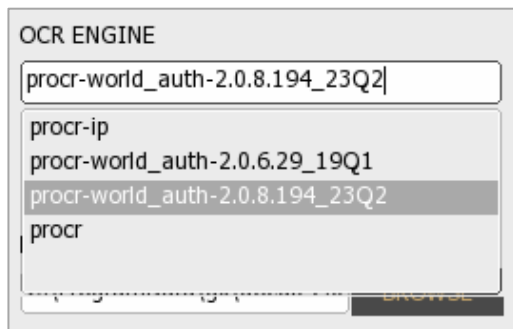 OCR ENGINE
procr-world_auth-2.0.8.194_23Q2
procr-ip
procr-world_auth-2.0.6.29_19Q1
procr-world_auth-2.0.8.194_23Q2
procr
BROWSE